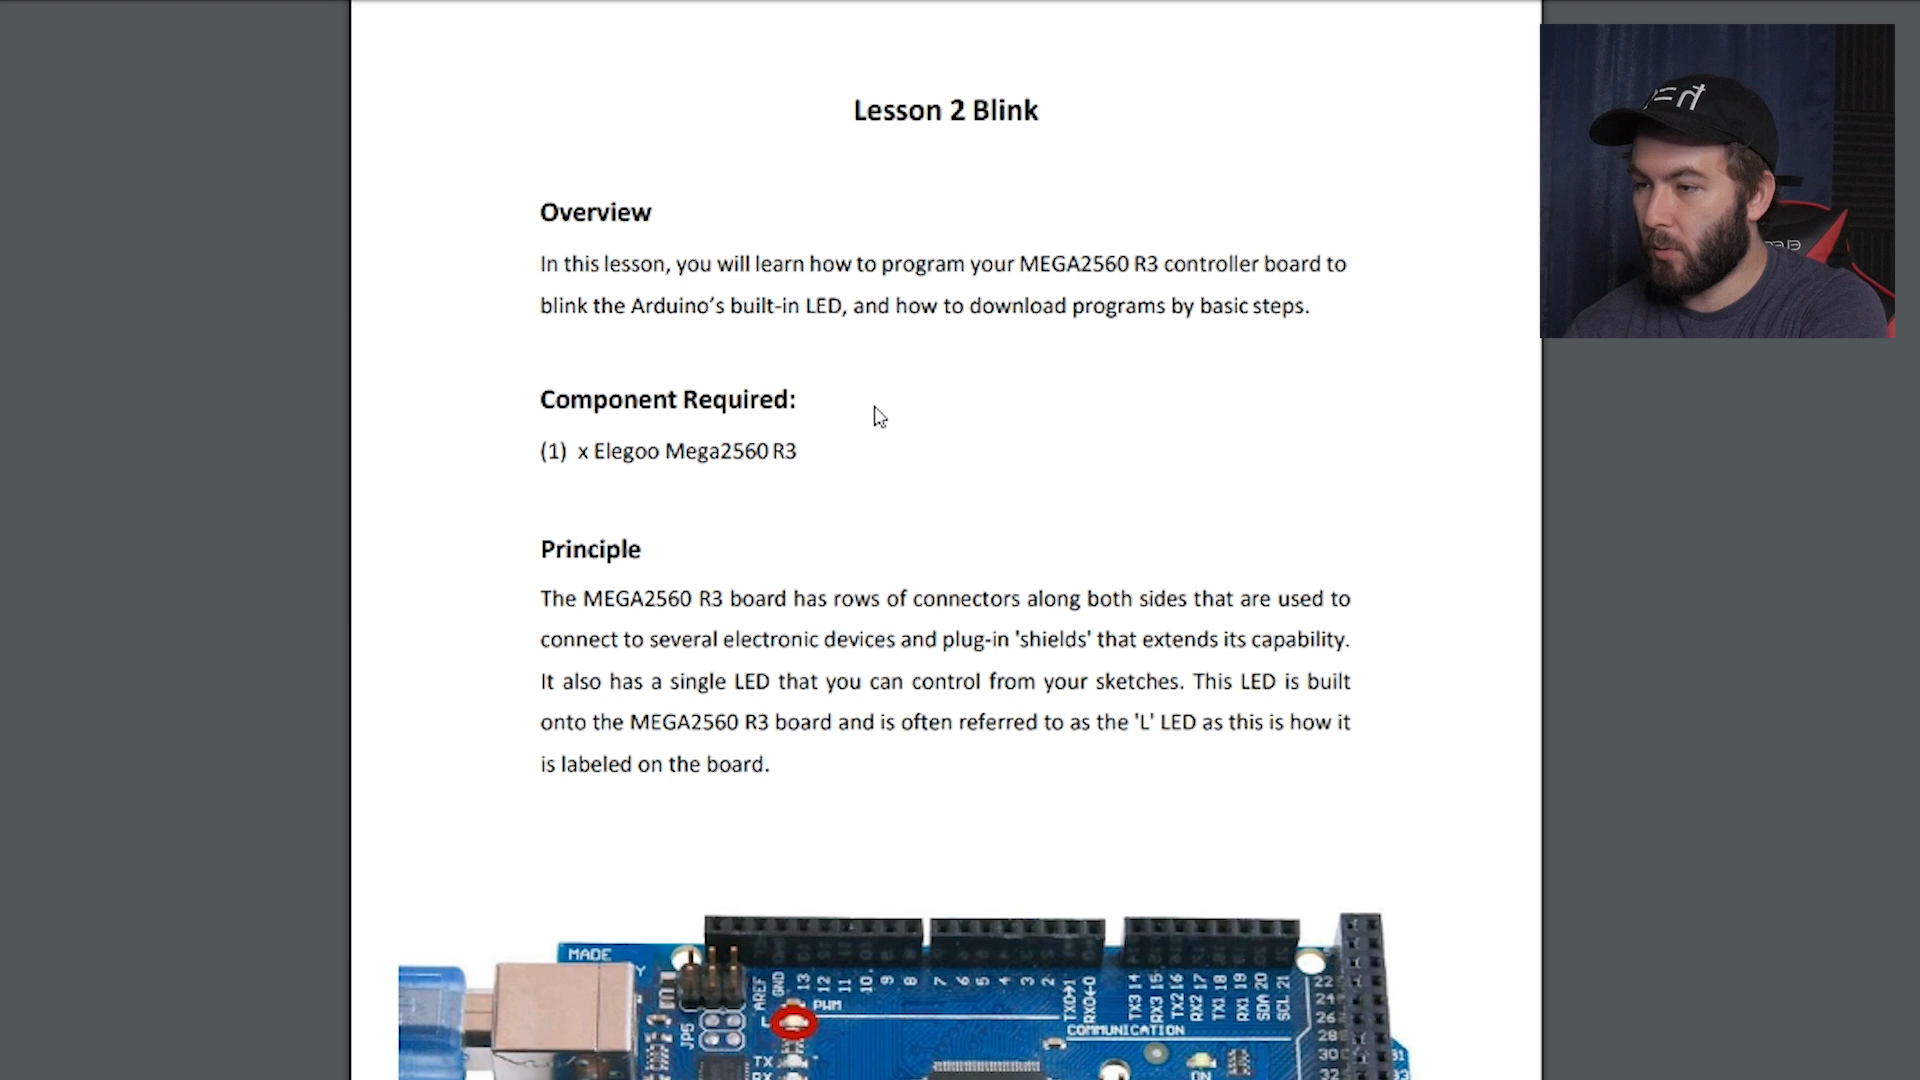 Lesson 2 Blink
Overview
In this lesson, you will learn how to program your MEGA2560 R3 controller board to
blink the Arduino’s built-in LED, and how to download programs by basic steps.
Component Required:
(1) x Elegoo Mega2560 R3
Principle
The MEGA2560 R3 board has rows of connectors along both sides that are used to
connect to several electronic devices and plug-in 'shields' that extends its capability.
It also has a single LED that you can control from your sketches. This LED is built
onto the MEGA2560 R3 board and is often referred to as the 'L' LED as this is how it
is labeled on the board.
MADE
AREF GND 13 12 11 10 9 8 7 6 5 4 3 2 TX0→1 RX0←0 TX3 14 RX3 15 TX2 16 RX2 17 TX1 18 RX1 19 SDA 20 SCL 21
22
24
26
28
30
32
PWM
L
COMMUNICATION
JP5
TX
RX
ON